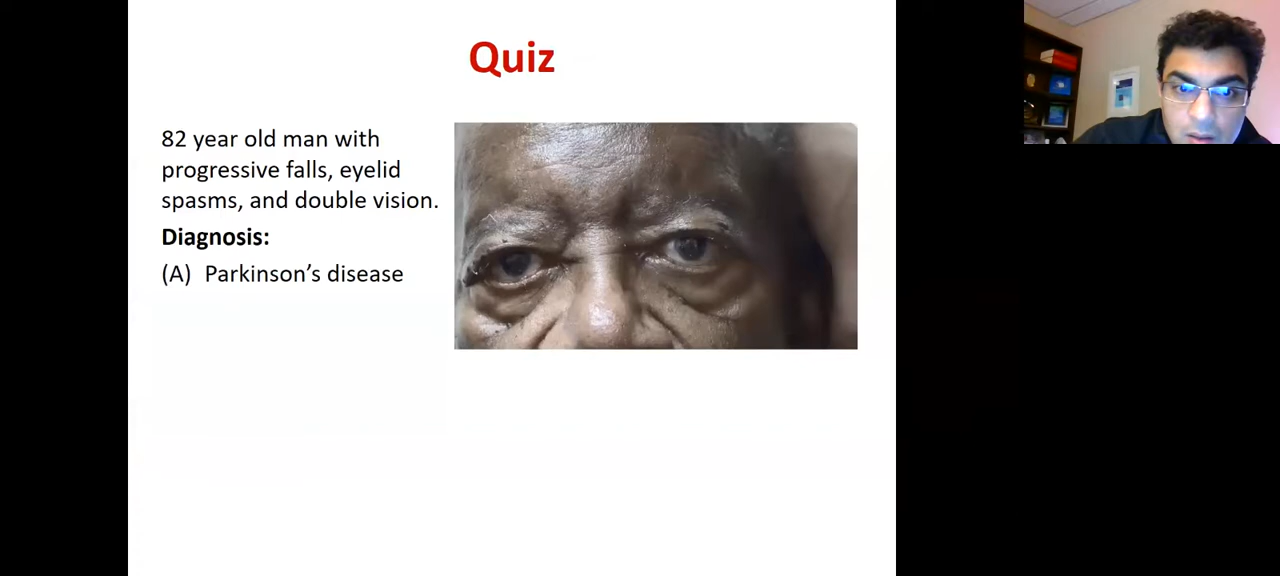 Quiz
82 year old man with
progressive falls, eyelid
spasms, and double vision.
Diagnosis:
(A) Parkinson’s disease